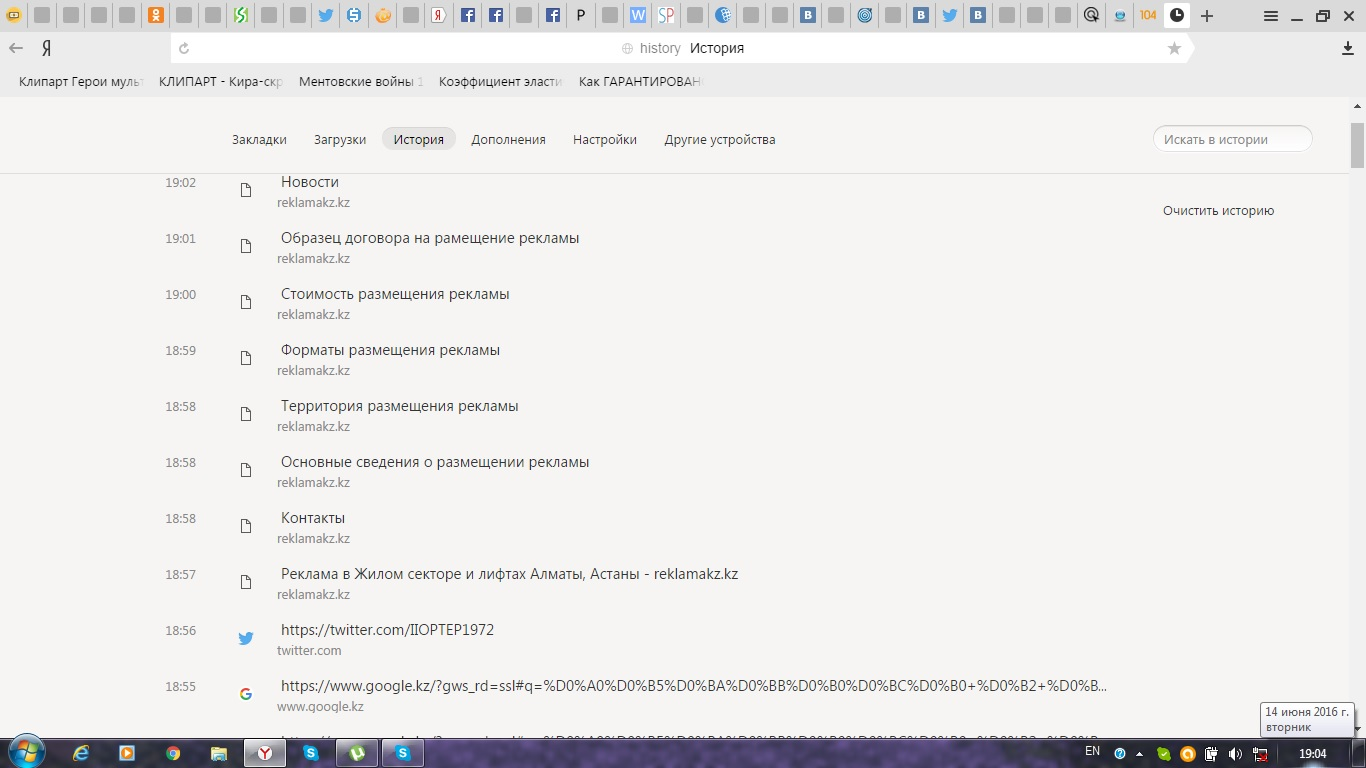 104
history История
Клипарт Герои мульт
КЛИПАРТ - Кира-скр
Ментовские войны 1
Коэффициент эласти
Как ГАРАНТИРОВАН
Закладки Загрузки История Дополнения Настройки Другие устройства
Искать в истории
Очистить историю
19:02 Новости
reklamakz.kz
19:01 Образец договора на рамещение рекламы
reklamakz.kz
19:00 Стоимость размещения рекламы
reklamakz.kz
18:59 Форматы размещения рекламы
reklamakz.kz
18:58 Территория размещения рекламы
reklamakz.kz
18:58 Основные сведения о размещении рекламы
reklamakz.kz
18:58 Контакты
reklamakz.kz
18:57 Реклама в Жилом секторе и лифтах Алматы, Астаны - reklamakz.kz
reklamakz.kz
18:56 https://twitter.com/IIOPTEP1972
twitter.com
18:55 https://www.google.kz/?gws_rd=ssl#q=%D0%A0%D0%B5%D0%BA%D0%BB%D0%B0%D0%BC%D0%B0+%D0%B2+%D0%B...
www.google.kz
14 июня 2016 г.
вторник
EN
19:04